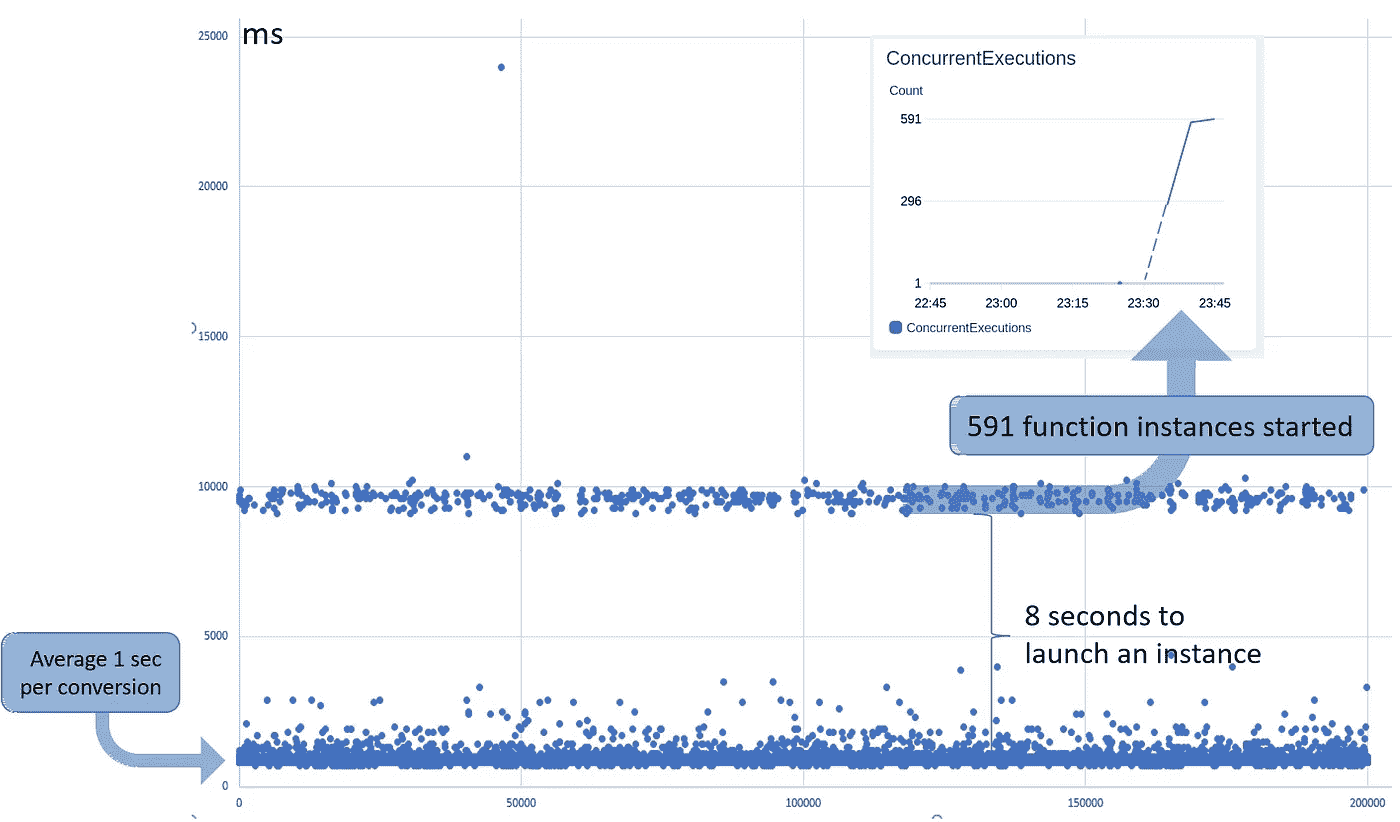 ms
25000
20000
15000
10000
5000
0
0
50000
100000
150000
200000
ConcurrentExecutions
Count
591
296
1
22:45
23:00
23:15
23:30
23:45
ConcurrentExecutions
591 function instances started
8 seconds to
launch an instance
Average 1 sec
per conversion